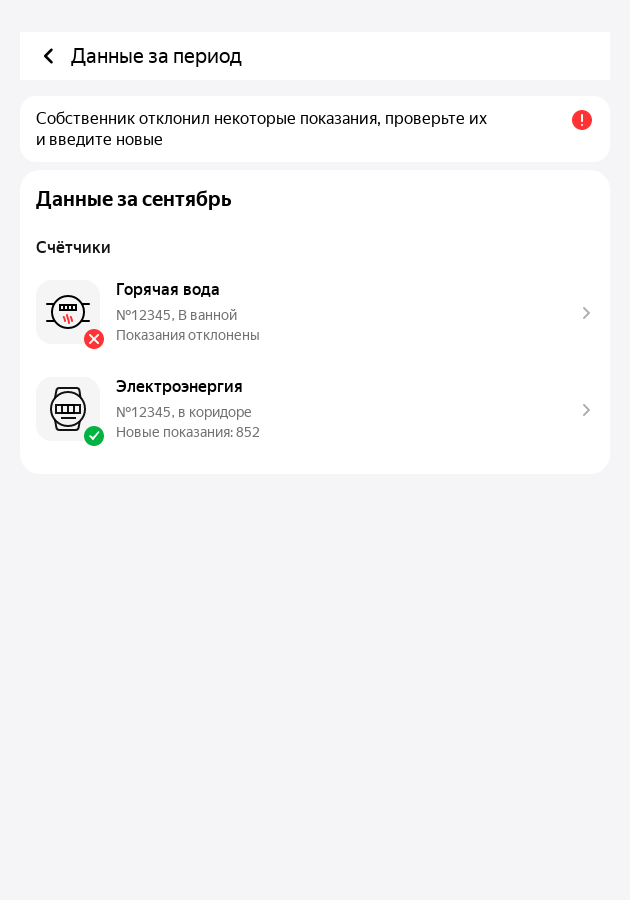 Данные за период
Собственник отклонил некоторые показания, проверьте их
и введите новые
Данные за сентябрь
Счётчики
Горячая вода
№12345, В ванной
Показания отклонены
Электроэнергия
№12345, в коридоре
Новые показания: 852